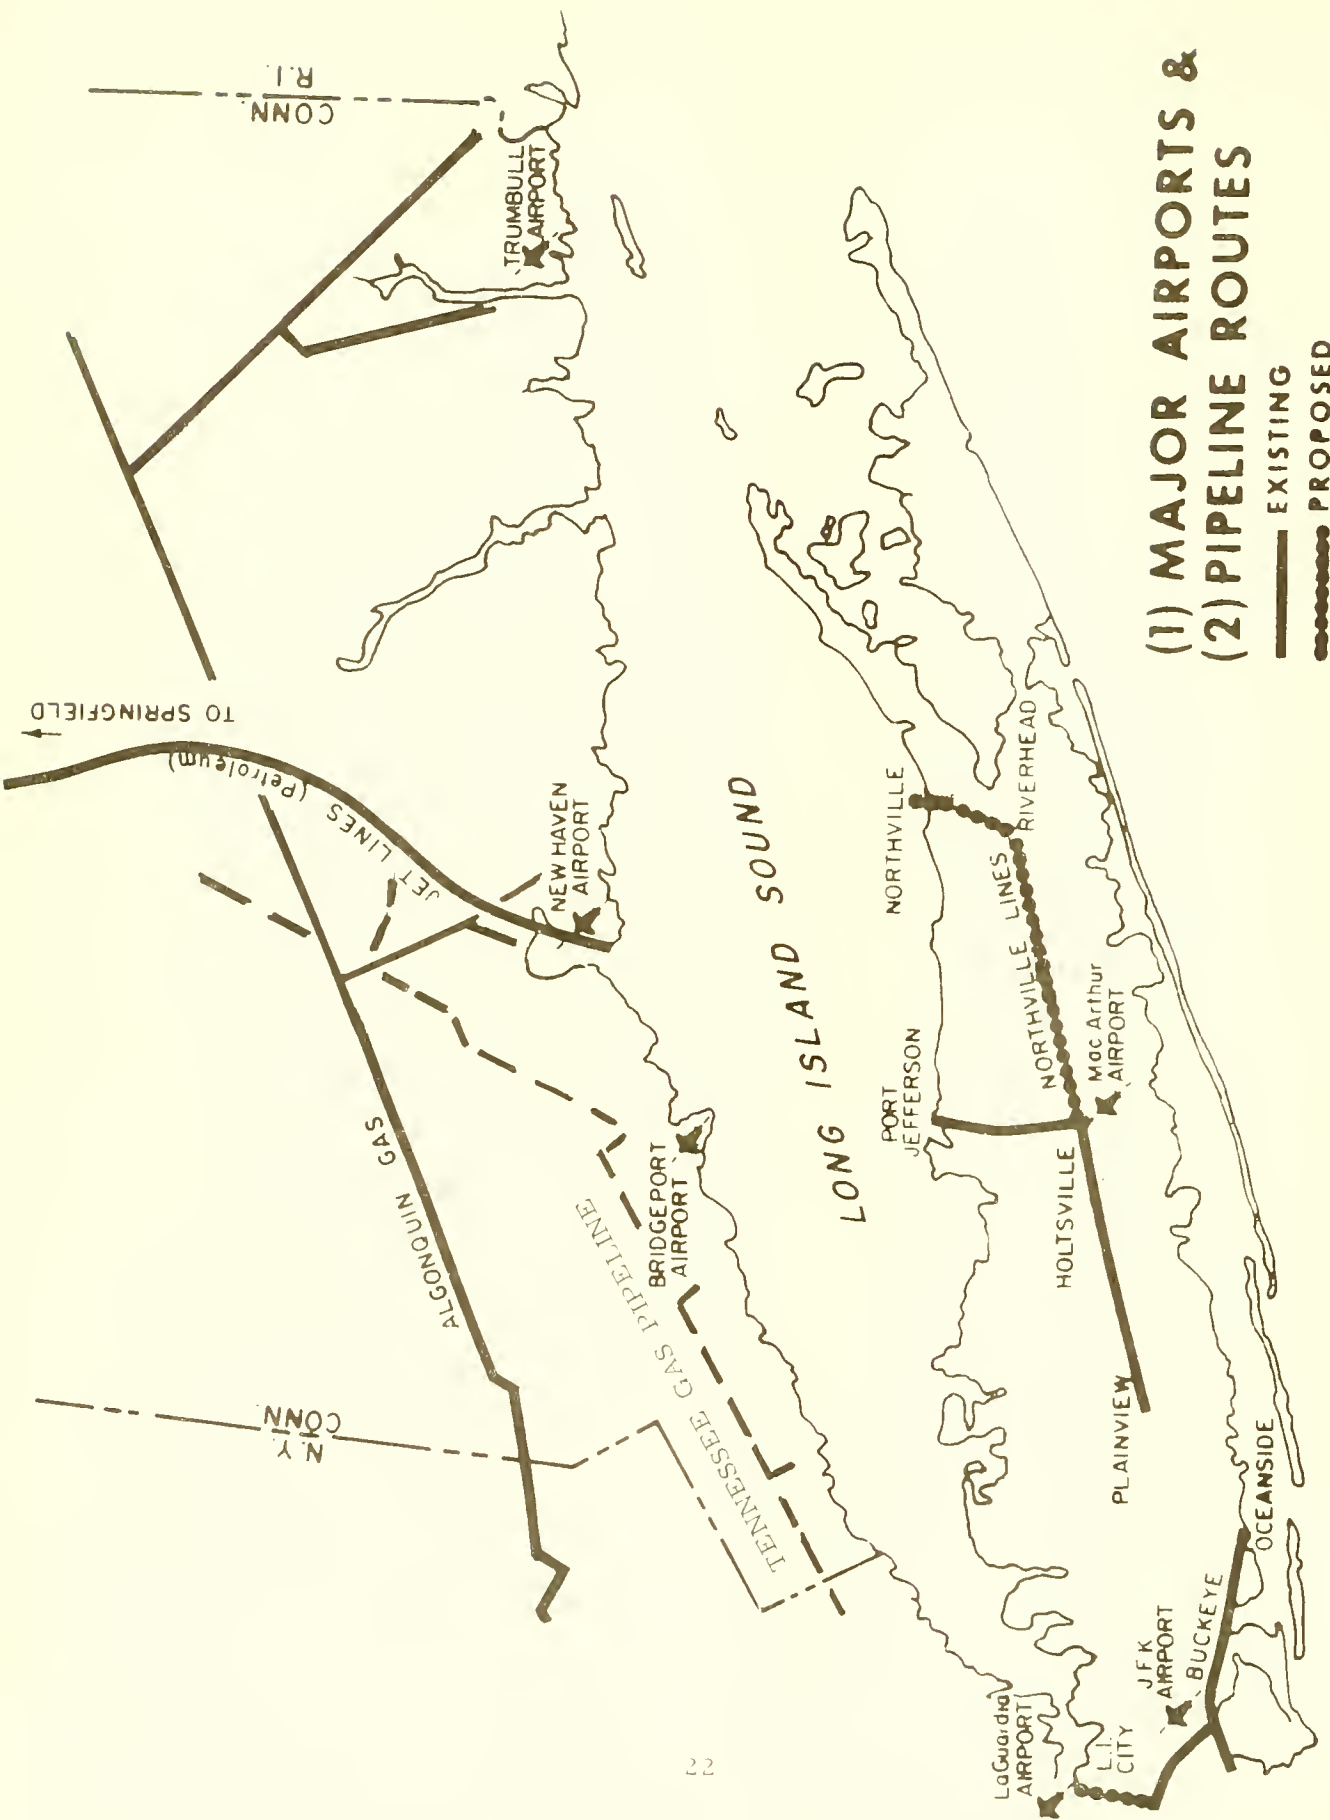 CONN.
R.I.
TRUMBULL
AIRPORT
TO SPRINGFIELD
JET LINES (Petroleum)
NEW HAVEN
AIRPORT
ALGONQUIN GAS
BRIDGEPORT
AIRPORT
TENNESSEE GAS PIPELINE
N.Y.
CONN.
LONG ISLAND SOUND
NORTHVILLE
RIVERHEAD
NORTHVILLE LINES
PORT
JEFFERSON
Mac Arthur
AIRPORT
HOLTSVILLE
PLAINVIEW
OCEANSIDE
BUCKEYE
JFK
AIRPORT
LaGuardia
AIRPORT
L.I.
CITY
(1) MAJOR AIRPORTS &
(2) PIPELINE ROUTES
EXISTING
PROPOSED
22